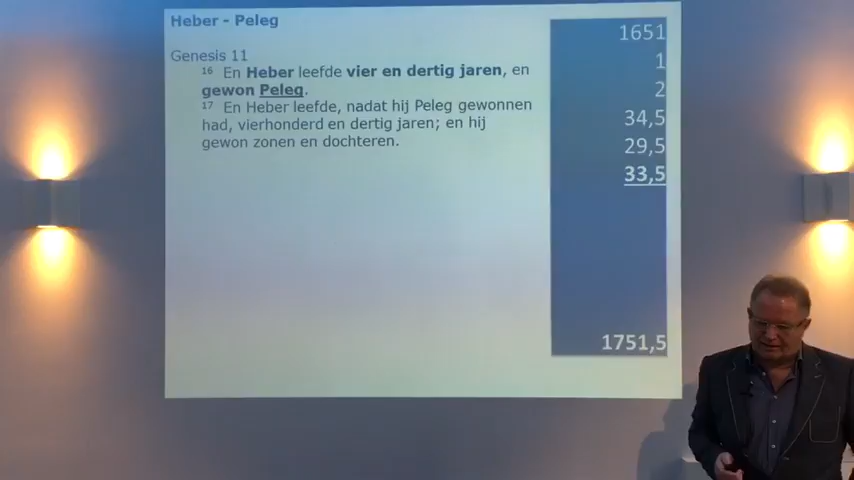 Heber - Peleg
Genesis 11
16 En Heber leefde vier en dertig jaren, en
gewon Peleg.
17 En Heber leefde, nadat hij Peleg gewonnen
had, vierhonderd en dertig jaren; en hij
gewon zonen en dochteren.
1651
1
2
34,5
29,5
33,5
1751,5